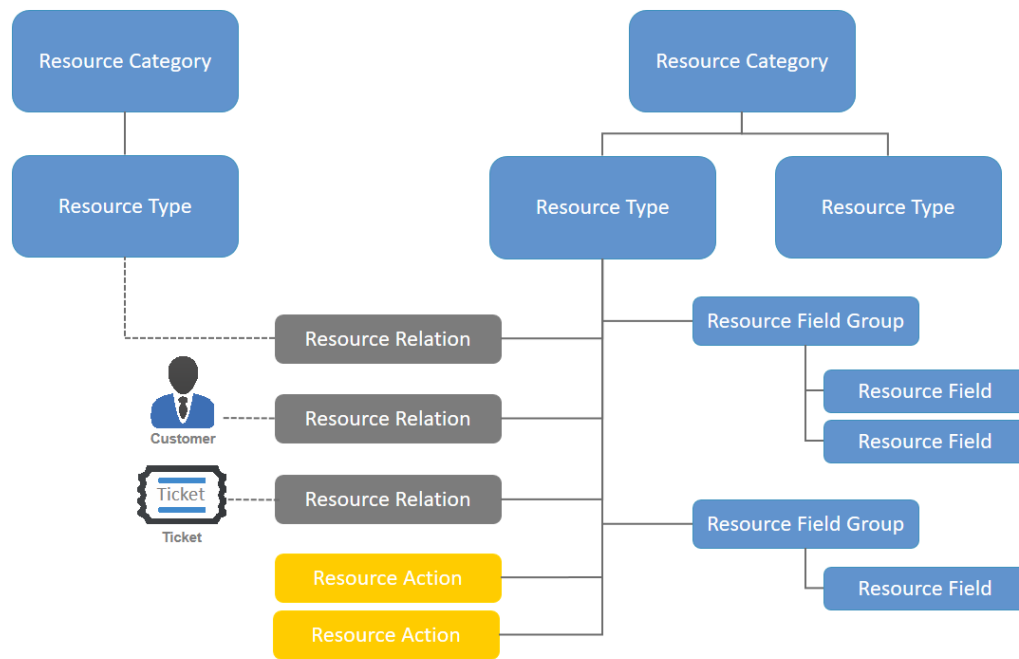 Resource Category
Resource Category
Resource Type
Resource Type
Resource Type
Resource Relation
Resource Field Group
Resource Field
Resource Relation
Customer
Resource Field
Resource Relation
Ticket
Ticket
Resource Field Group
Resource Action
Resource Field
Resource Action